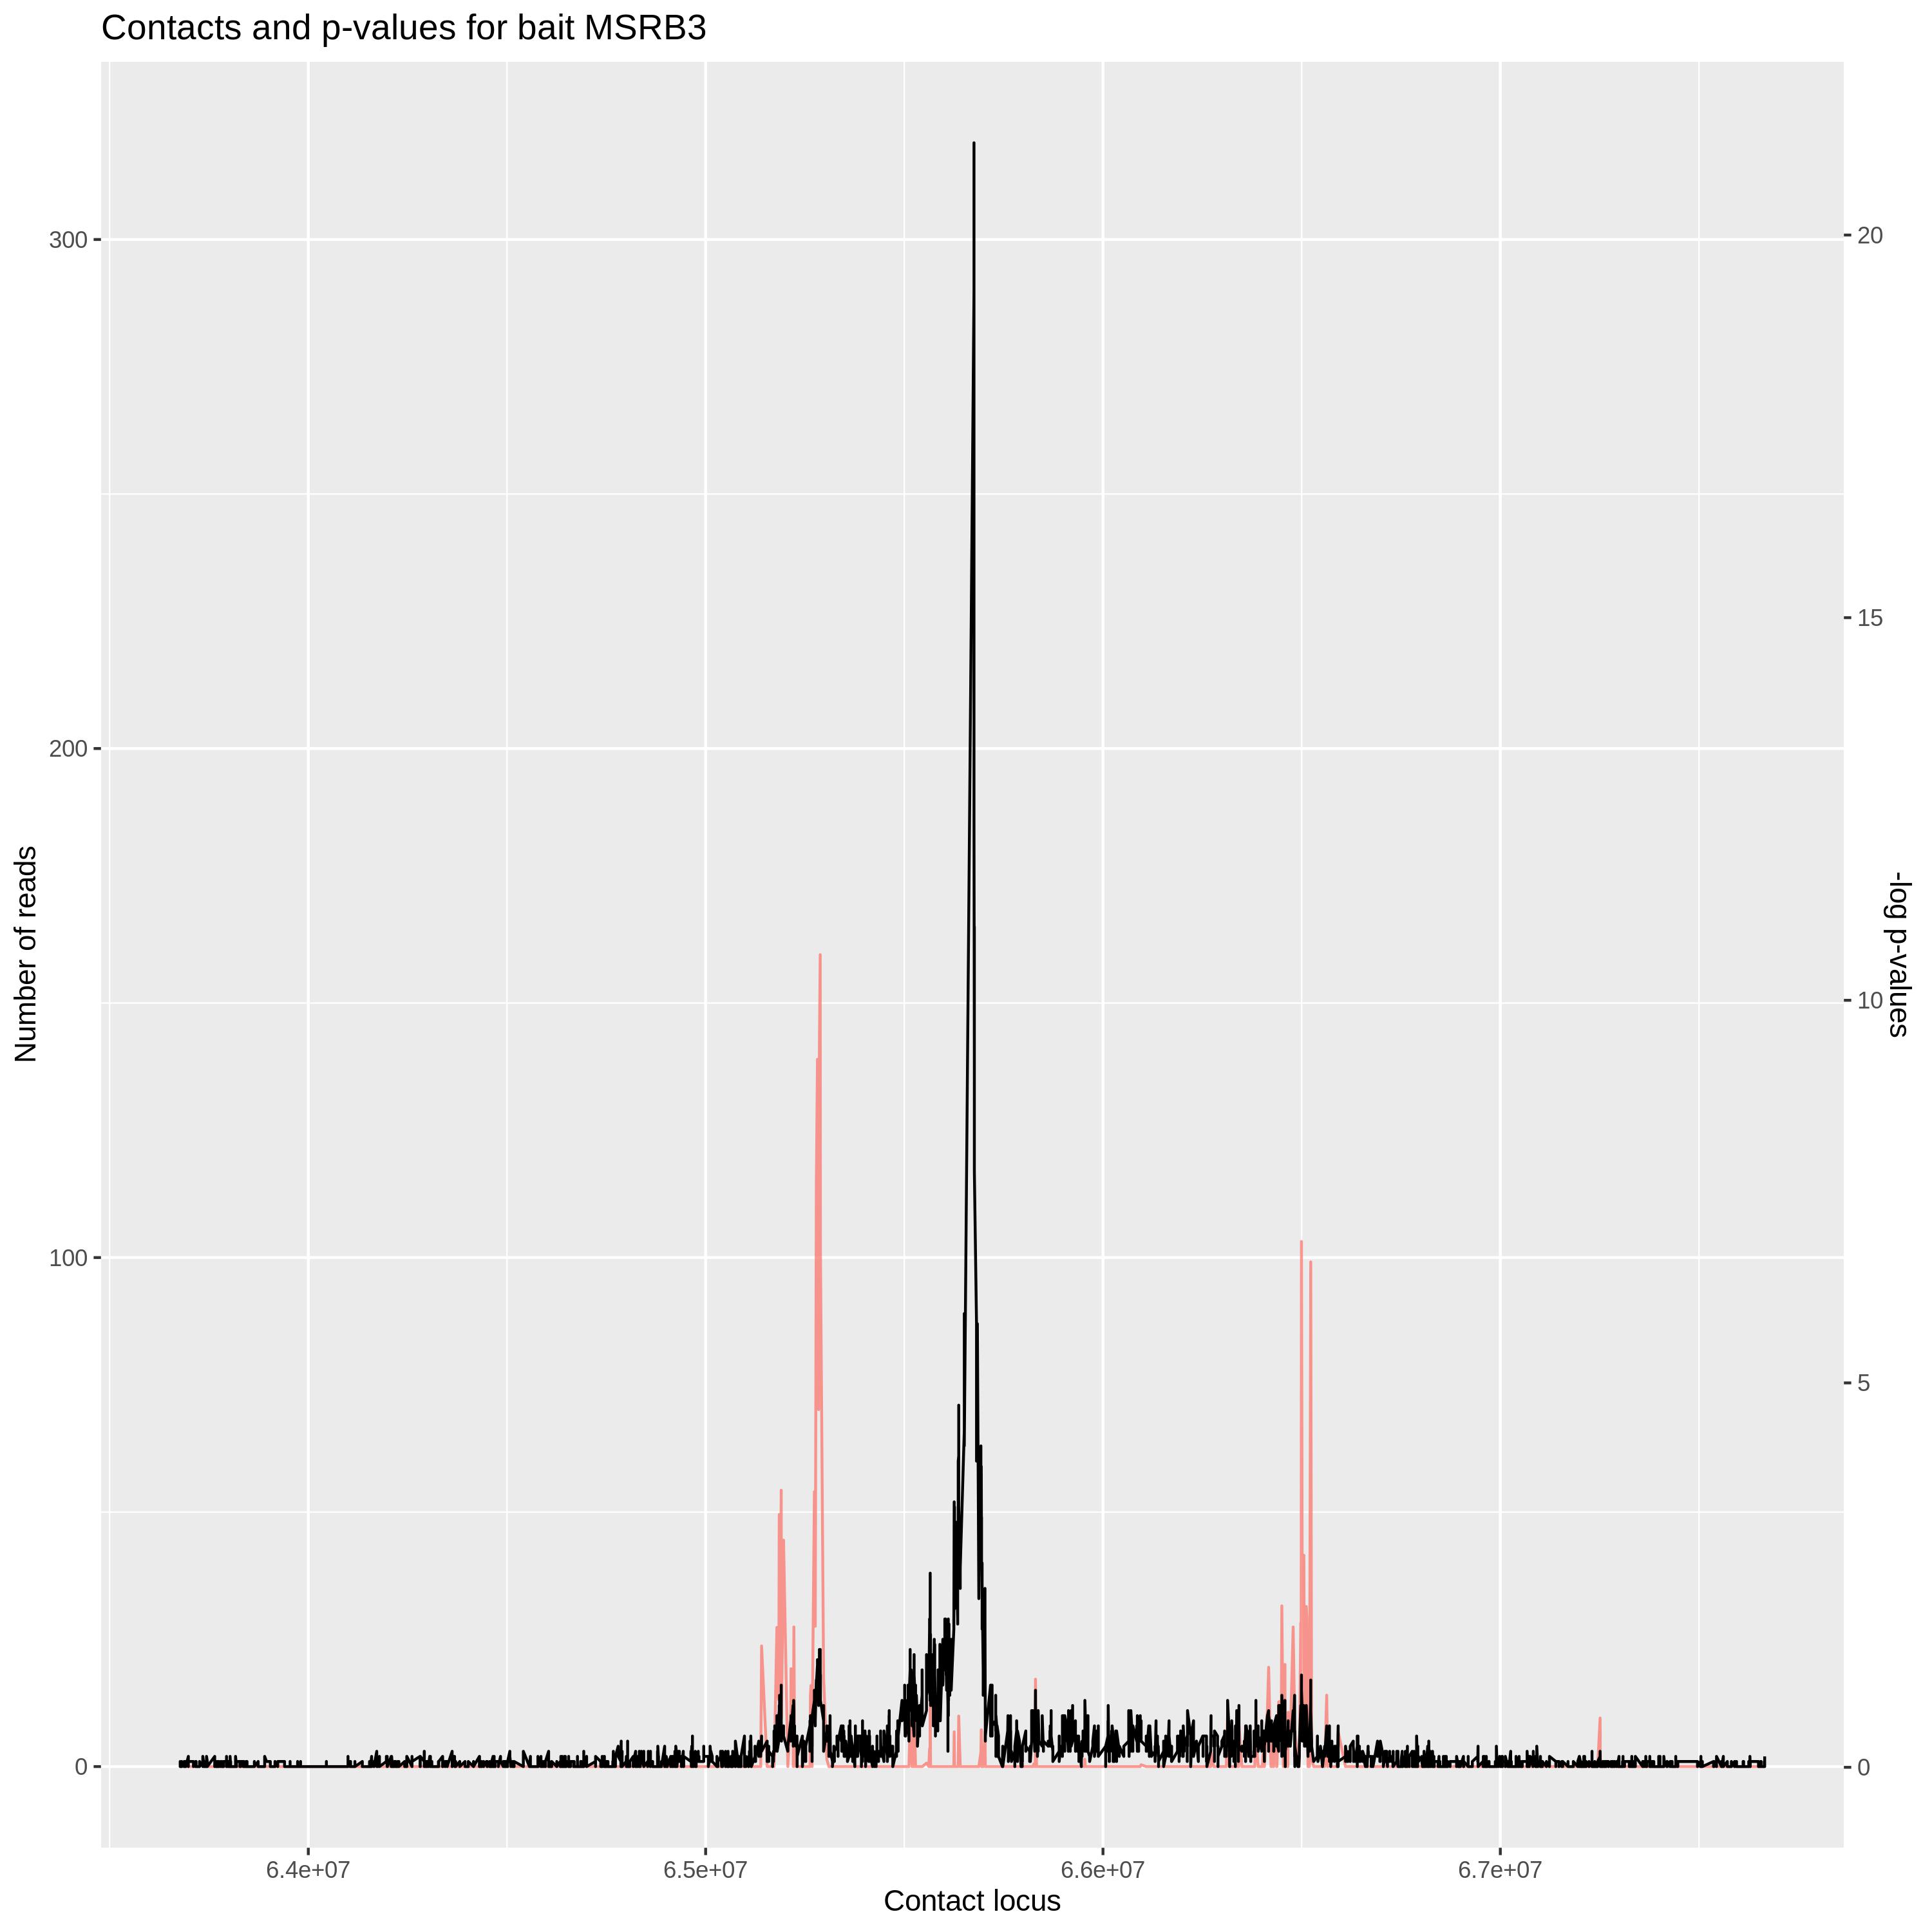 Contacts and p-values for bait MSRB3
300
200
100
0
Number of reads
20
15
10
5
0
-log p-values
6.4e+07
6.5e+07
6.6e+07
6.7e+07
Contact locus